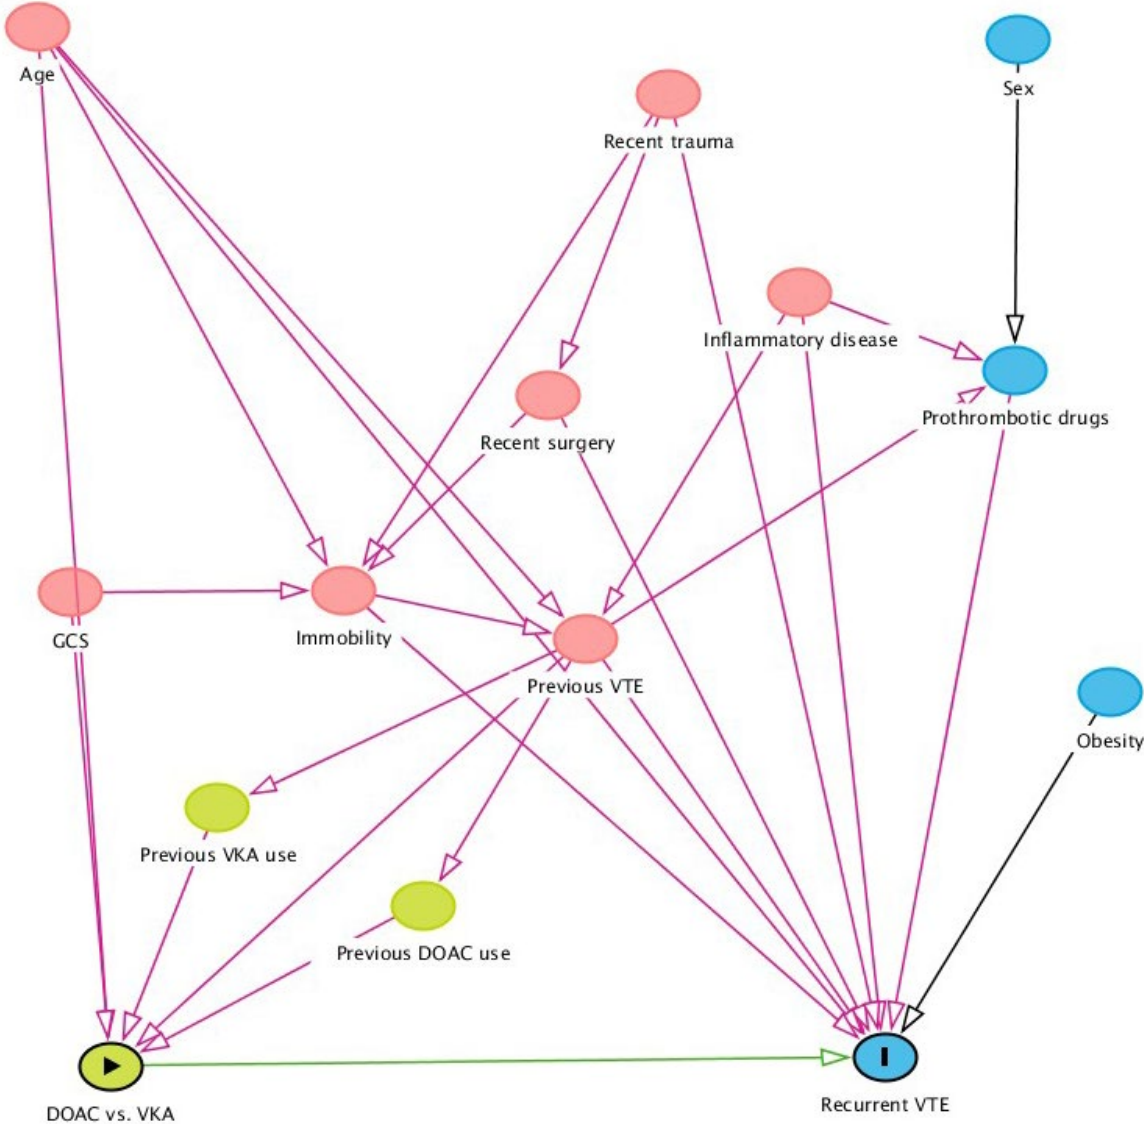 Age
Sex
Recent trauma
Inflammatory disease
Prothrombotic drugs
Recent surgery
GCS
Immobility
Previous VTE
Obesity
Previous VKA use
Previous DOAC use
DOAC vs. VKA
Recurrent VTE